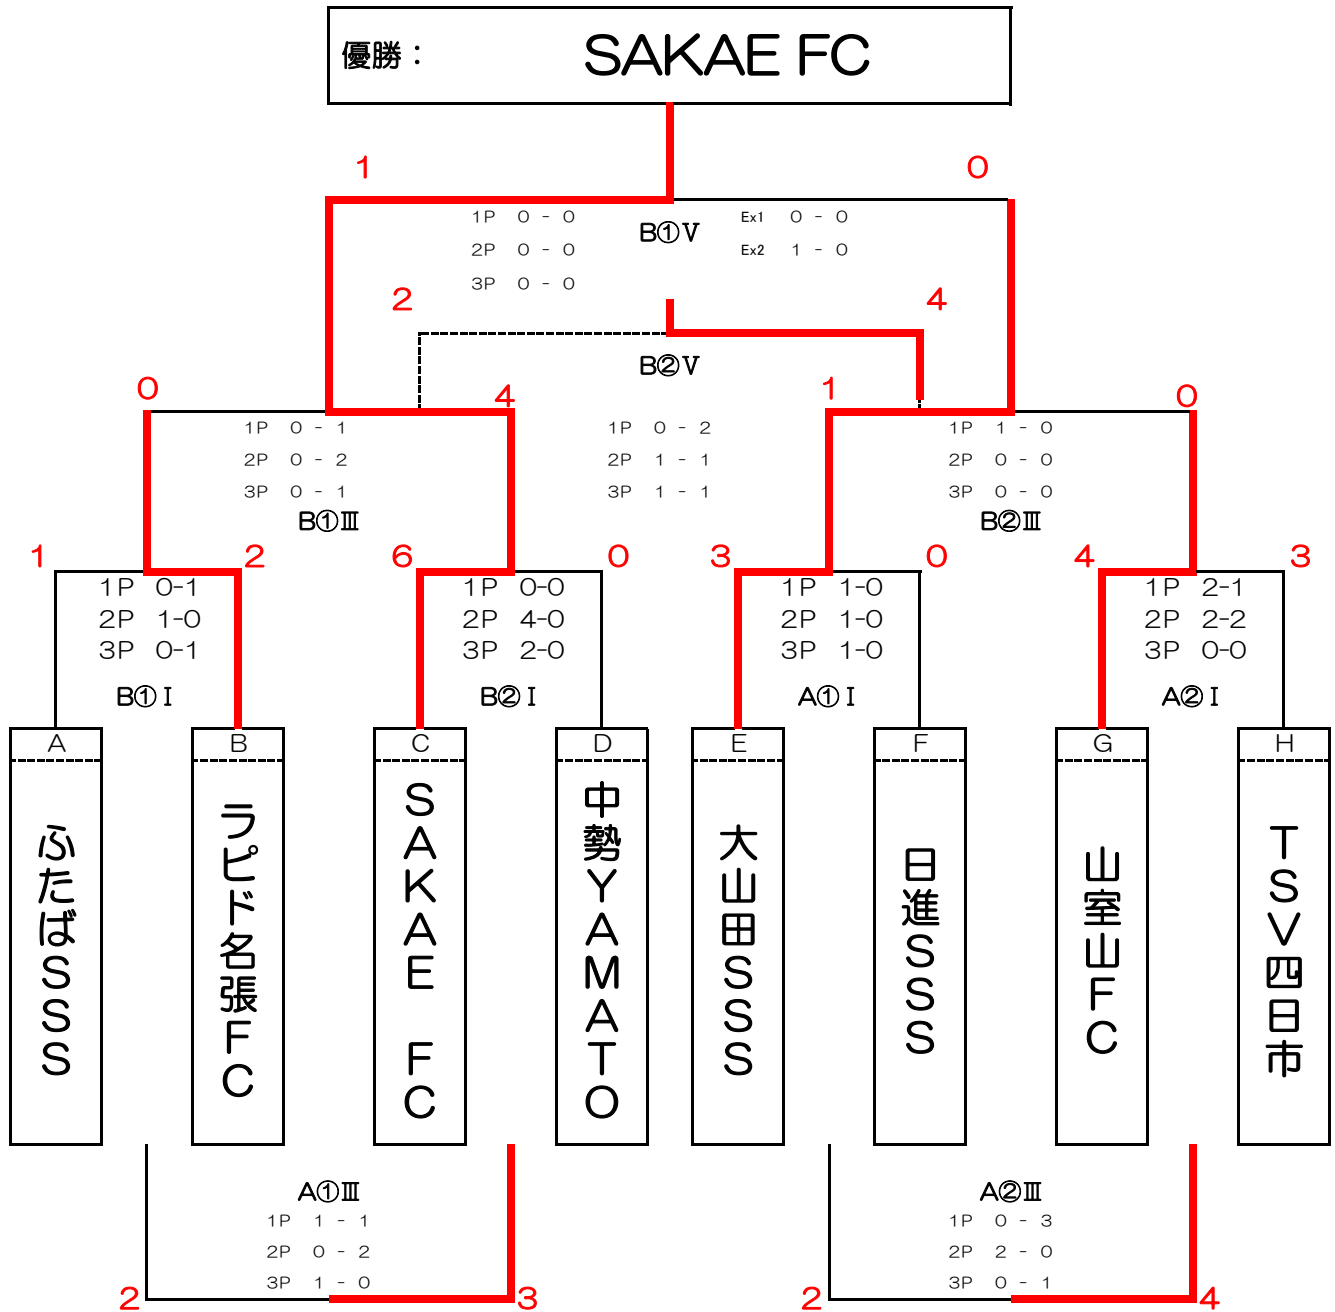 優勝： SAKAE FC
1 0
1P 0 - 0 Ex1 0 - 0
B①Ⅴ
2P 0 - 0 Ex2 1 - 0
3P 0 - 0
2 4
B②Ⅴ
0 4 1 0
1P 0 - 1 1P 0 - 2 1P 1 - 0
2P 0 - 2 2P 1 - 1 2P 0 - 0
3P 0 - 1 3P 1 - 1 3P 0 - 0
B①Ⅲ B②Ⅲ
1 2 6 0 3 0 4 3
1P 0-1 1P 0-0 1P 1-0 1P 2-1
2P 1-0 2P 4-0 2P 1-0 2P 2-2
3P 0-1 3P 2-0 3P 1-0 3P 0-0
B①Ⅰ B②Ⅰ A①Ⅰ A②Ⅰ
A B C D E F G H
ふたばSSS
ラピド名張FC
SAKAE FC
中勢YAMATO
大山田SSS
日進SSS
山室山FC
TSV四日市
A①Ⅲ A②Ⅲ
1P 1 - 1 1P 0 - 3
2P 0 - 2 2P 2 - 0
3P 1 - 0 3P 0 - 1
2 3 2 4